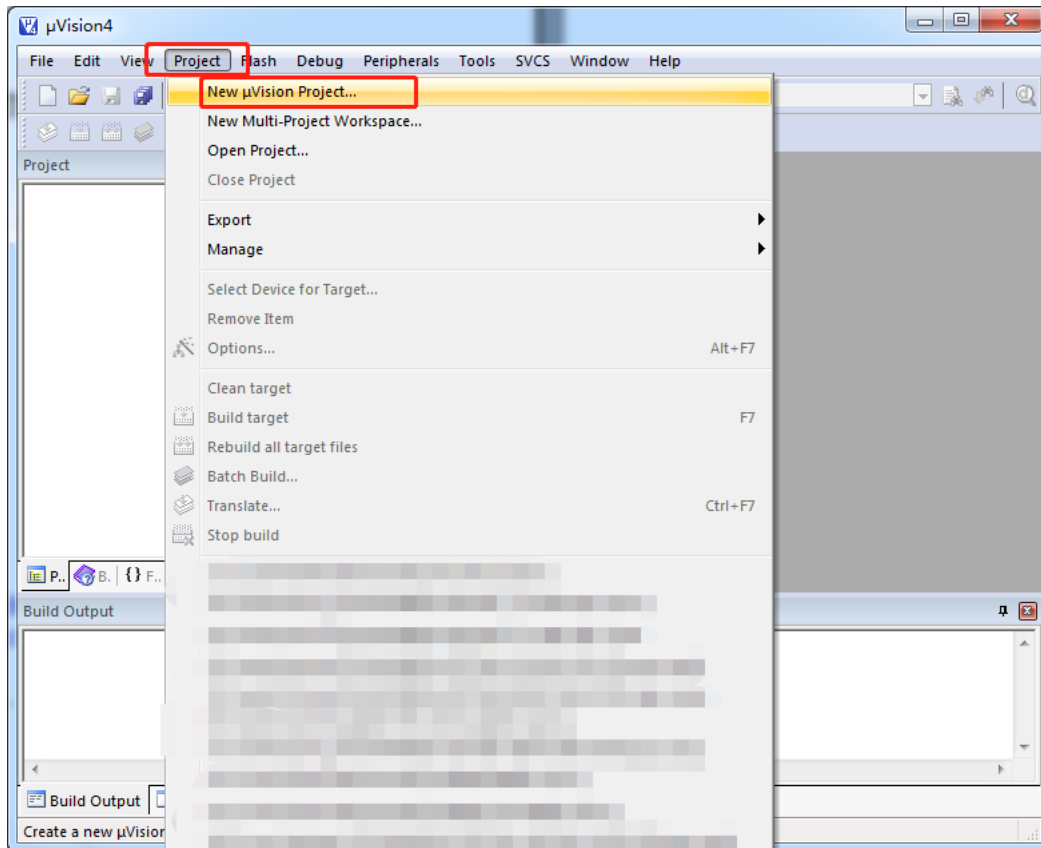 µVision4
File Edit View Project Flash Debug Peripherals Tools SVCS Window Help
New µVision Project...
New Multi-Project Workspace...
Project
Open Project...
Close Project
Export
Manage
Select Device for Target...
Remove Item
Options... Alt+F7
Clean target
Build target F7
Rebuild all target files
Batch Build...
Translate... Ctrl+F7
Stop build
P.. B. {} F..
Build Output
Build Output
Create a new µVision